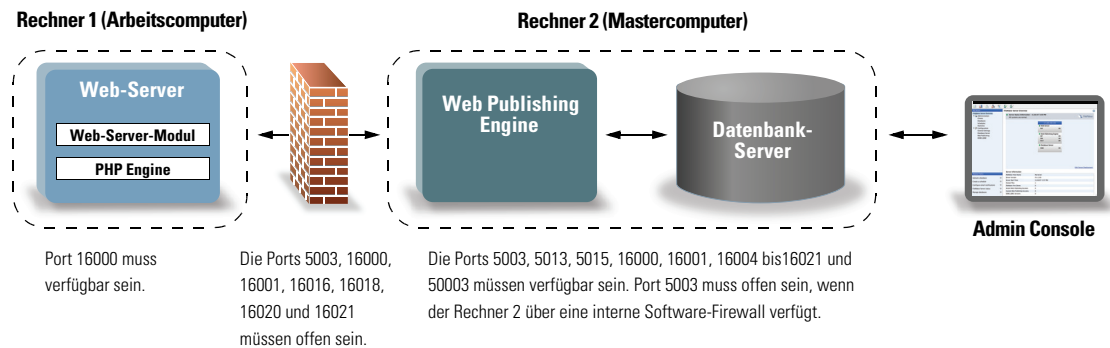 Rechner 1 (Arbeitscomputer)
Rechner 2 (Mastercomputer)
Web-Server
Web-Server-Modul
PHP Engine
Web Publishing
Engine
Datenbank-
Server
Admin Console
Port 16000 muss
verfügbar sein.
Die Ports 5003, 16000,
16001, 16016, 16018,
16020 und 16021
müssen offen sein.
Die Ports 5003, 5013, 5015, 16000, 16001, 16004 bis16021 und
50003 müssen verfügbar sein. Port 5003 muss offen sein, wenn
der Rechner 2 über eine interne Software-Firewall verfügt.